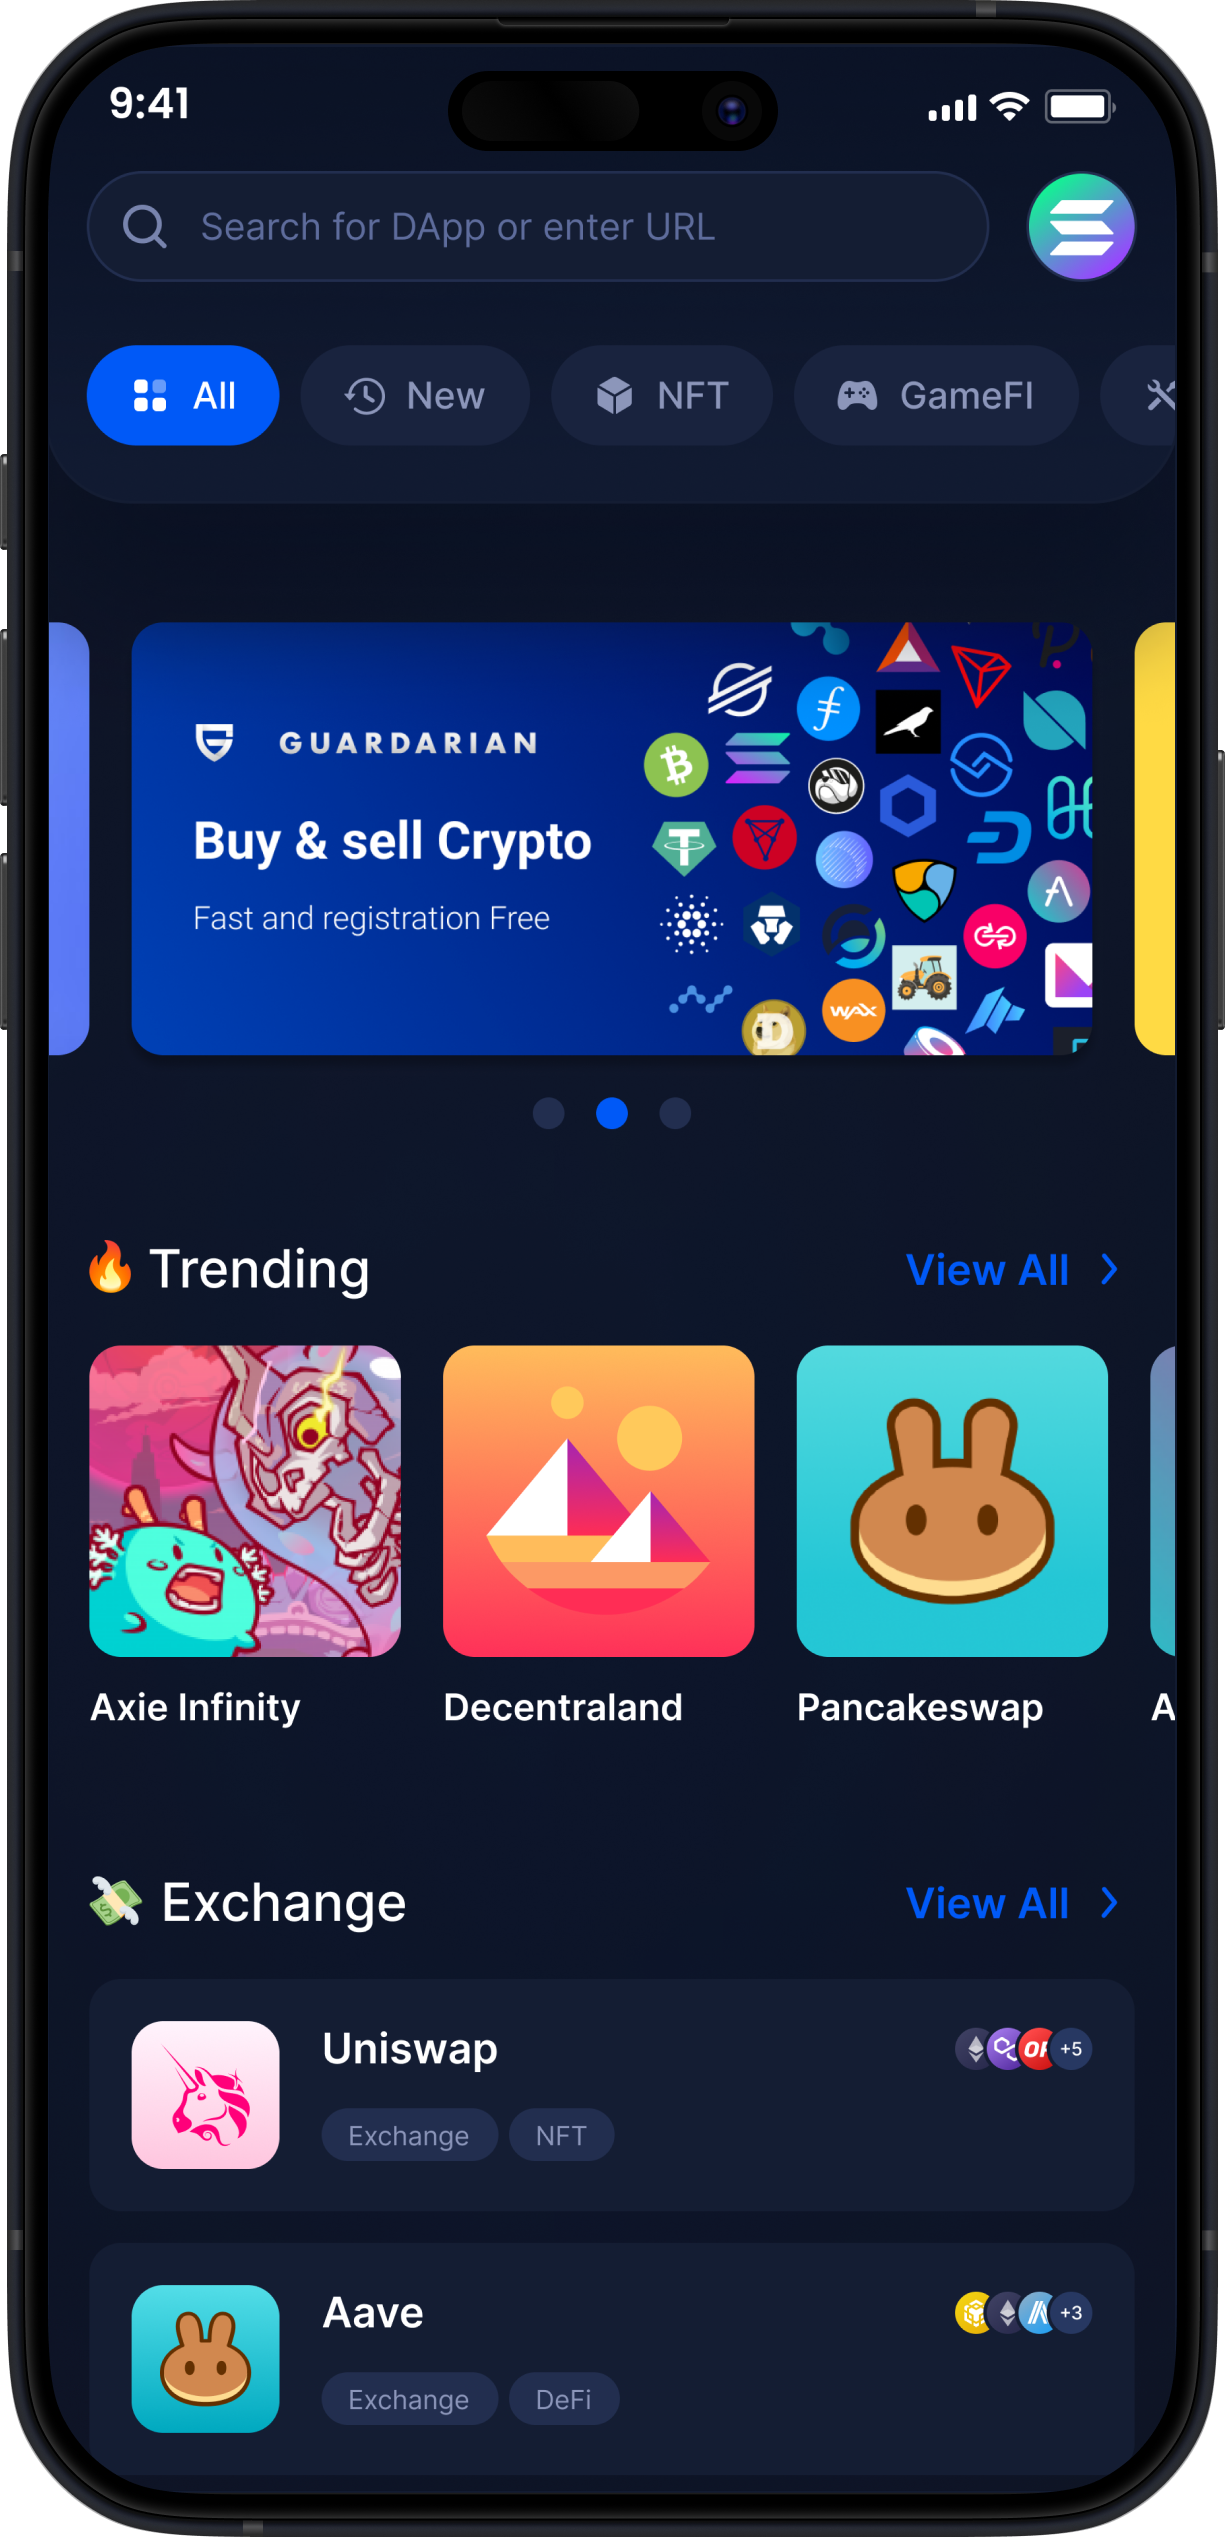 9:41
Search for DApp or enter URL
All
New
NFT
GameFI
GUARDARIAN
Buy & sell Crypto
Fast and registration Free
WAX
Trending
View All
Axie Infinity
Decentraland
Pancakeswap
A
Exchange
View All
Uniswap
+5
Exchange
NFT
Aave
+3
Exchange
DeFi